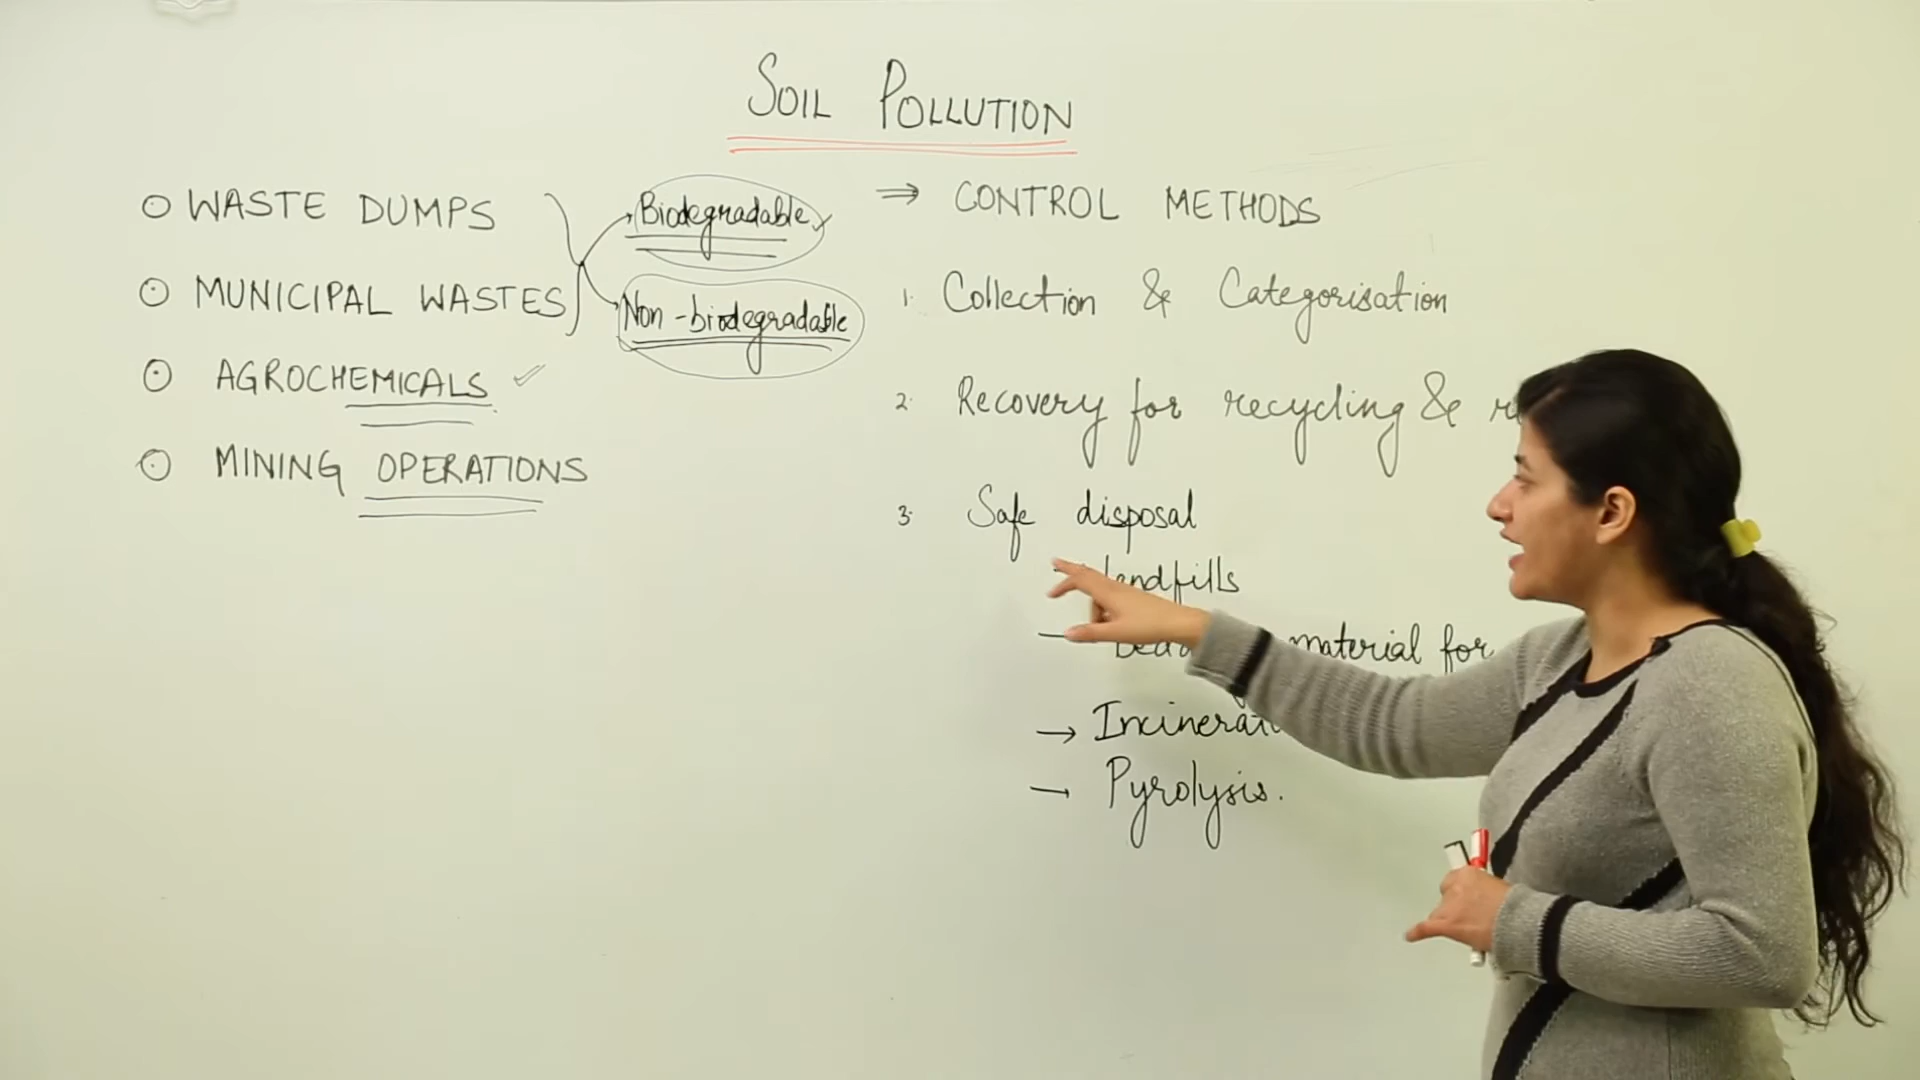 SOIL POLLUTION
WASTE DUMPS
MUNICIPAL WASTES
Biodegradable
Non-biodegradable
AGROCHEMICALS
MINING OPERATIONS
⇒ CONTROL METHODS
1. Collection & Categorisation
2. Recovery for recycling &
3. Safe disposal
landfills
material for
→ Incinerati
→ Pyrolysis.